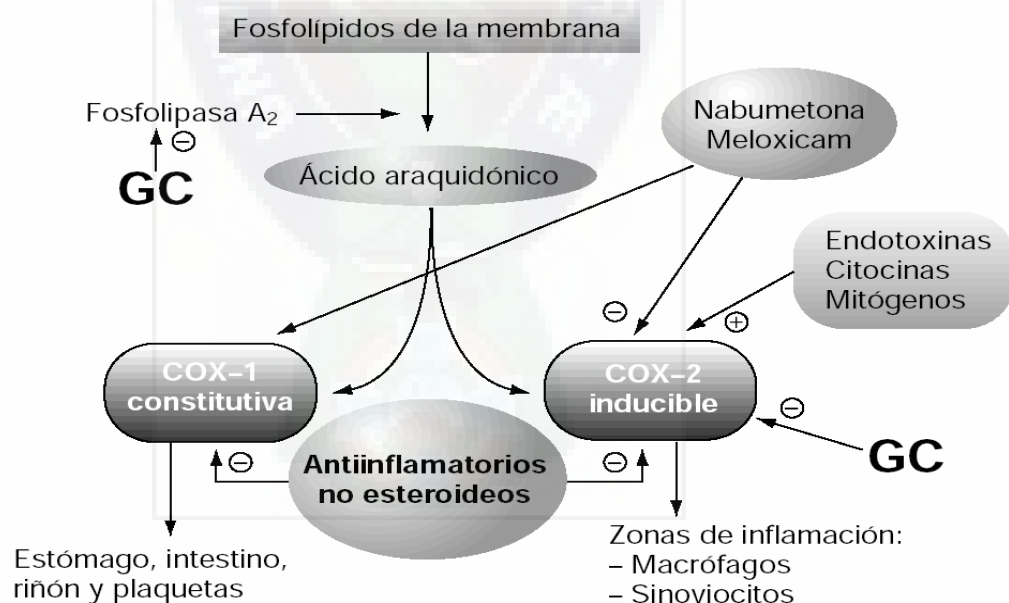 Fosfolípidos de la membrana
Fosfolipasa A₂
⊖
GC
Ácido araquidónico
Nabumetona
Meloxicam
Endotoxinas
Citocinas
Mitógenos
⊖
⊕
COX–1
constitutiva
COX–2
inducible
⊖
GC
⊖
Antiinflamatorios
no esteroideos
⊖
Estómago, intestino,
riñón y plaquetas
Zonas de inflamación:
– Macrófagos
– Sinoviocitos